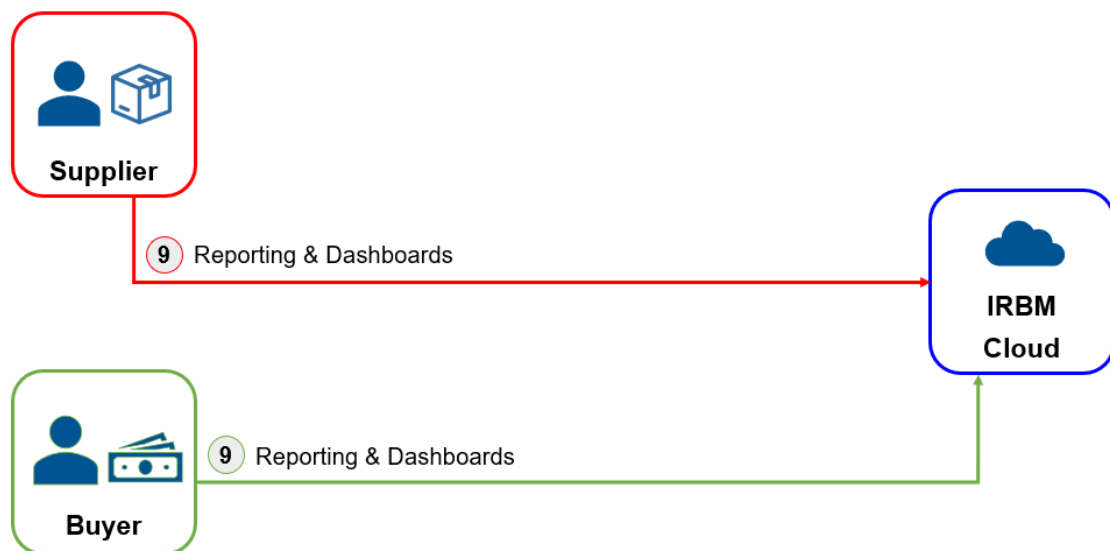 Supplier
9 Reporting & Dashboards
IRBM
Cloud
9 Reporting & Dashboards
Buyer